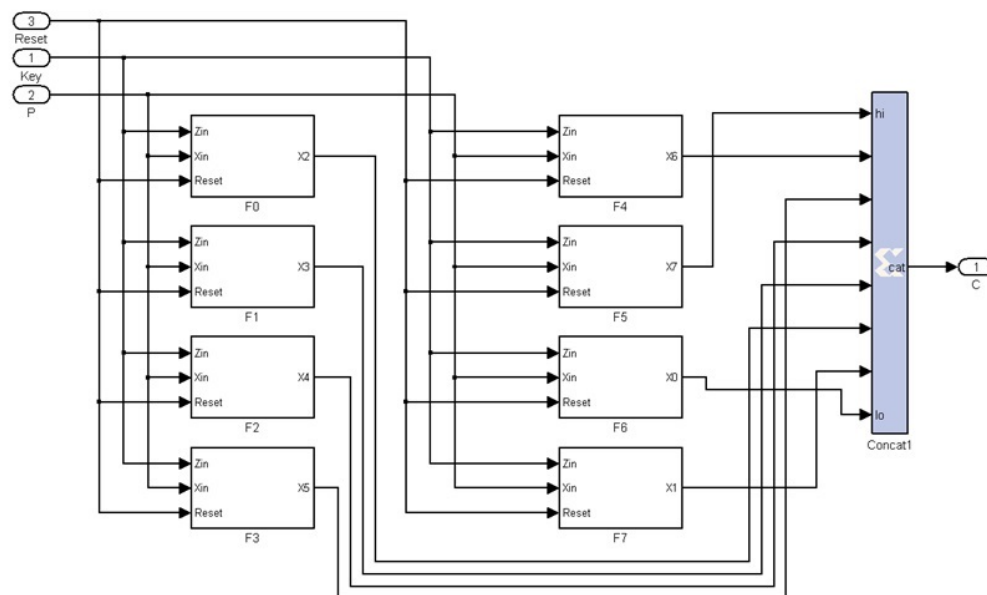 3
Reset
1
Key
2
P
Zin
Xin
Reset
X2
F0
Zin
Xin
Reset
X3
F1
Zin
Xin
Reset
X4
F2
Zin
Xin
Reset
X5
F3
Zin
Xin
Reset
X6
F4
Zin
Xin
Reset
X7
F5
Zin
Xin
Reset
X0
F6
Zin
Xin
Reset
X1
F7
hi
cat
lo
Concat1
1
C